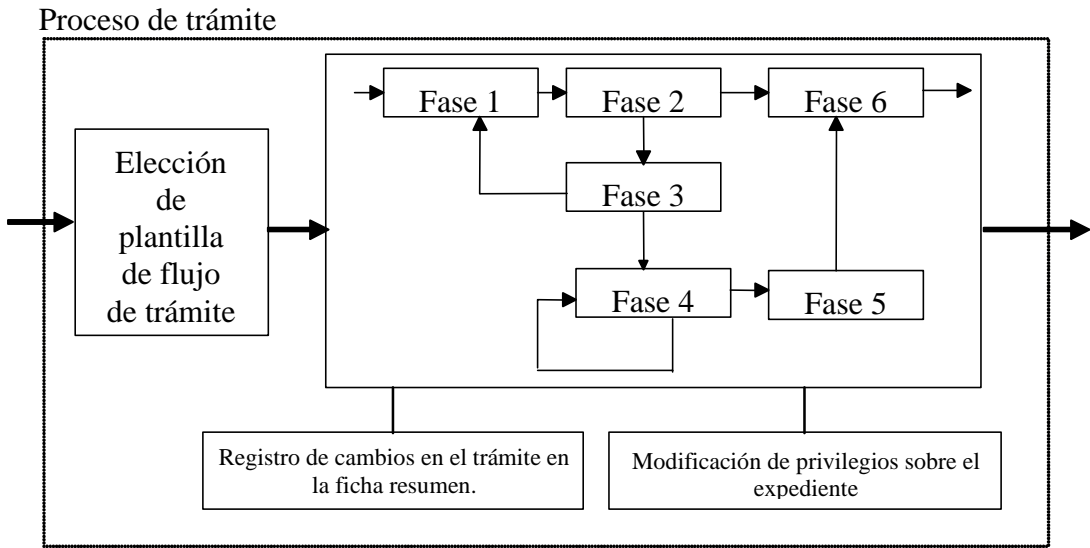 Proceso de trámite
Elección
de
plantilla
de flujo
de trámite
Fase 1
Fase 2
Fase 6
Fase 3
Fase 4
Fase 5
Registro de cambios en el trámite en
la ficha resumen.
Modificación de privilegios sobre el
expediente